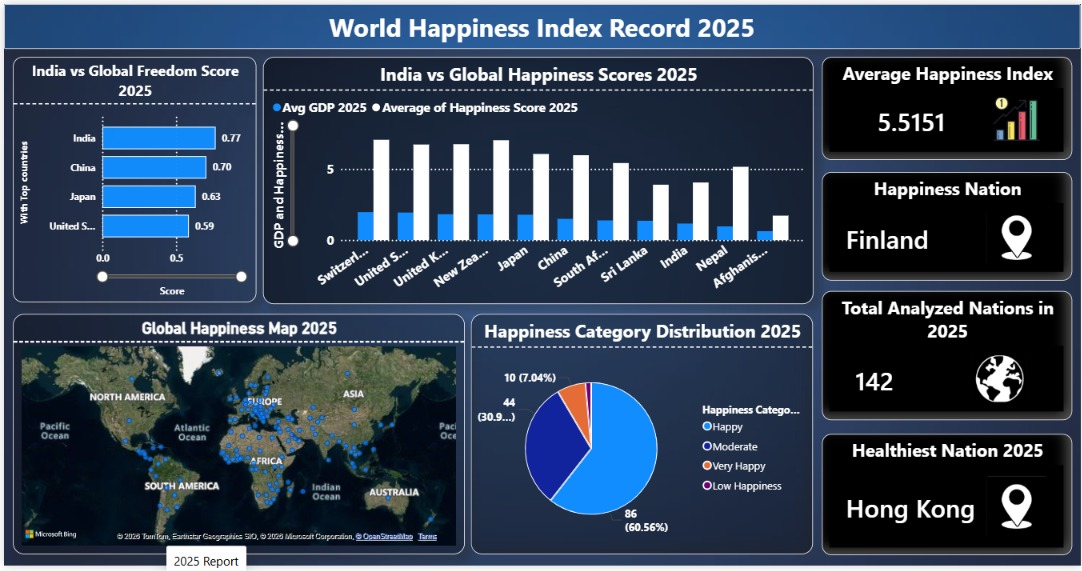 World Happiness Index Record 2025
India vs Global Freedom Score
2025
With Top countries
India
0.77
China
0.70
Japan
0.63
United S...
0.59
0.0
0.5
Score
India vs Global Happiness Scores 2025
Avg GDP 2025
Average of Happiness Score 2025
GDP and Happiness...
5
0
Switzerl...
United S...
United K...
New Zea...
Japan
China
South Af...
Sri Lanka
India
Nepal
Afghanis...
Average Happiness Index
5.5151
1
Happiness Nation
Finland
Total Analyzed Nations in
2025
142
Healthiest Nation 2025
Hong Kong
Global Happiness Map 2025
NORTH AMERICA
EUROPE
ASIA
Pacific
Ocean
Atlantic
Ocean
Paci
Oce
AFRICA
SOUTH AMERICA
Indian
Ocean
AUSTRALIA
Microsoft Bing
© 2026 TomTom, Earthstar Geographics SIO, © 2026 Microsoft Corporation, © OpenStreetMap Terms
Happiness Category Distribution 2025
10 (7.04%)
44
(30.9...)
86
(60.56%)
Happiness Catego...
Happy
Moderate
Very Happy
Low Happiness
2025 Report